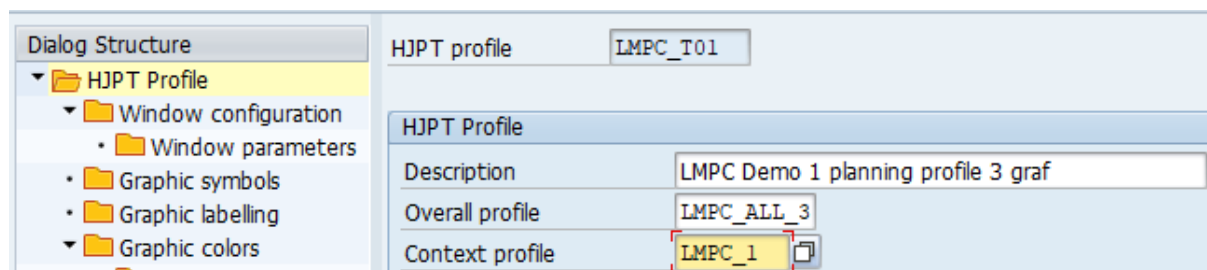 Dialog Structure
HJPT Profile
Window configuration
Window parameters
Graphic symbols
Graphic labelling
Graphic colors
HJPT profile LMPC_T01
HJPT Profile
Description LMPC Demo 1 planning profile 3 graf
Overall profile LMPC_ALL_3
Context profile LMPC_1